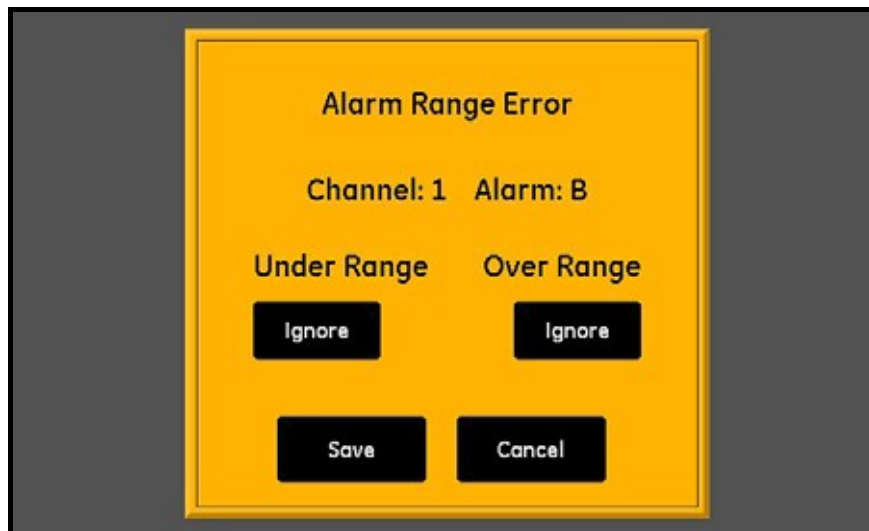 Alarm Range Error
Channel: 1 Alarm: B
Under Range Over Range
Ignore Ignore
Save Cancel